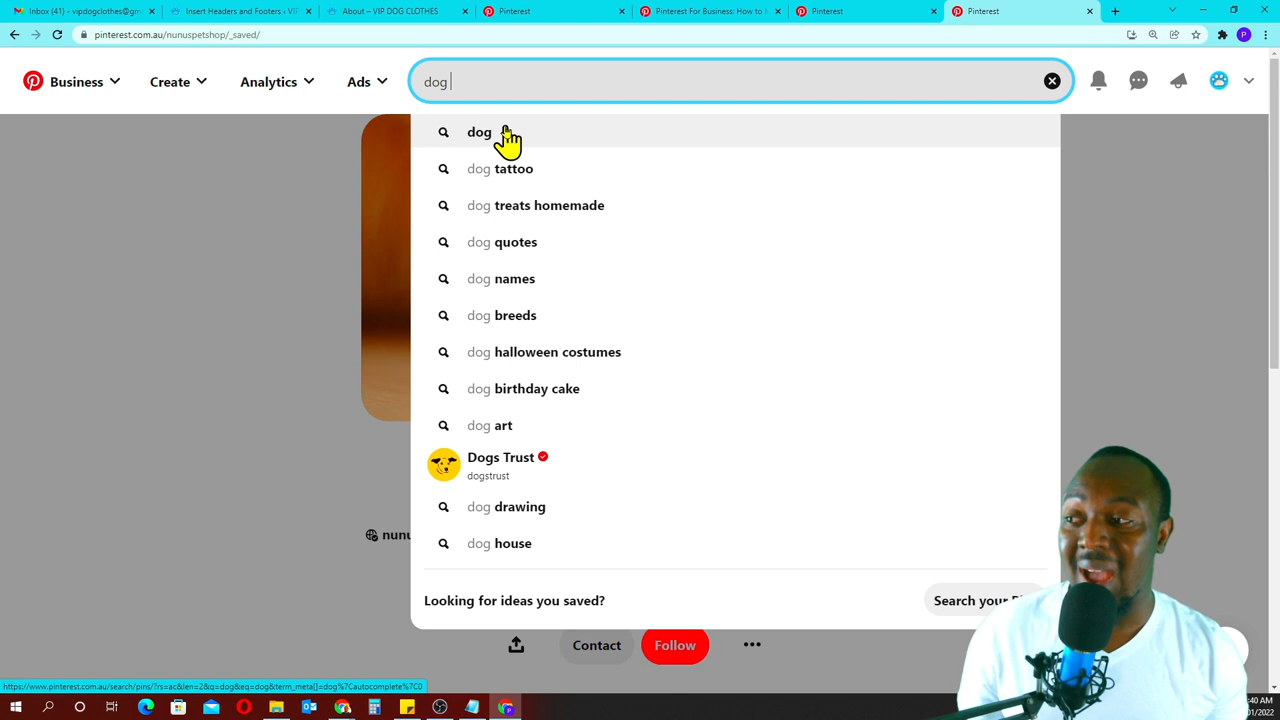 Inbox (41) - vipdogclothes@gm
Insert Headers and Footers ‹ VIP
About – VIP DOG CLOTHES
Pinterest
Pinterest For Business: How to
Pinterest
Pinterest
pinterest.com.au/nunuspetshop/_saved/
P
Business
Create
Analytics
Ads
dog
dog
dog tattoo
dog treats homemade
dog quotes
dog names
dog breeds
dog halloween costumes
dog birthday cake
dog art
Dogs Trust
dogstrust
dog drawing
dog house
Looking for ideas you saved?
Search your
Contact
Follow
https://www.pinterest.com.au/search/pins/?rs=ac&len=2&q=dog&eq=dog&term_meta[]=dog%7Cautocomplete%7C0
:40 AM
01/2022